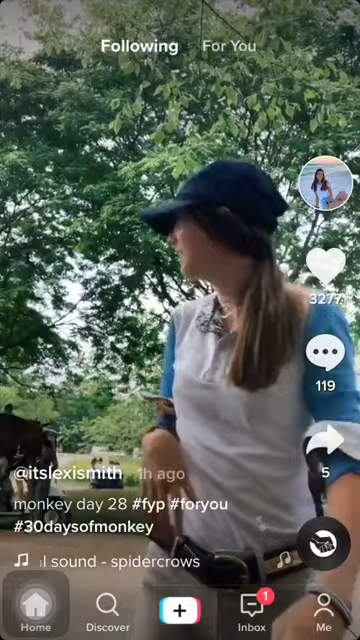 Following
For You
3277
119
5
@itslexismith 1h ago
monkey day 28 #fyp #foryou
#30daysofmonkey
l sound - spidercrows
Home
Discover
1
Inbox
Me